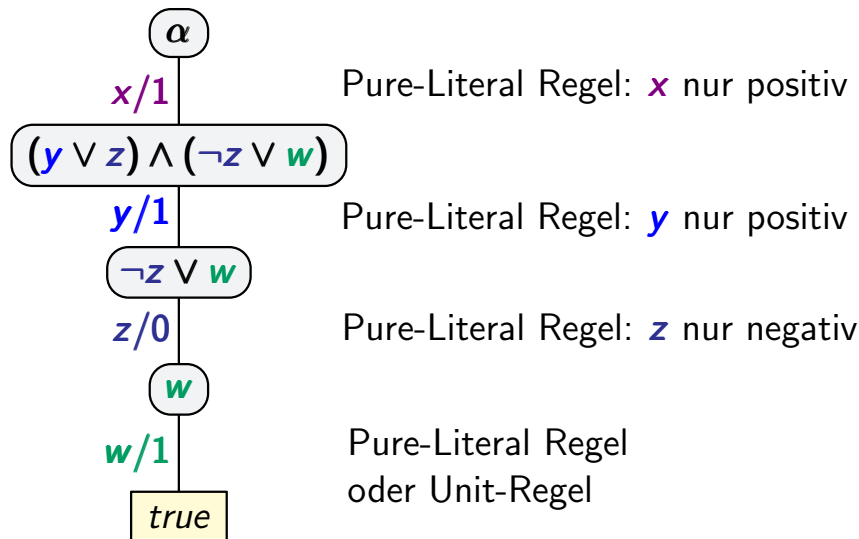 α
x/1 Pure-Literal Regel: x nur positiv
(y ∨ z) ∧ (¬z ∨ w)
y/1 Pure-Literal Regel: y nur positiv
¬z ∨ w
z/0 Pure-Literal Regel: z nur negativ
w
w/1 Pure-Literal Regel
oder Unit-Regel
true